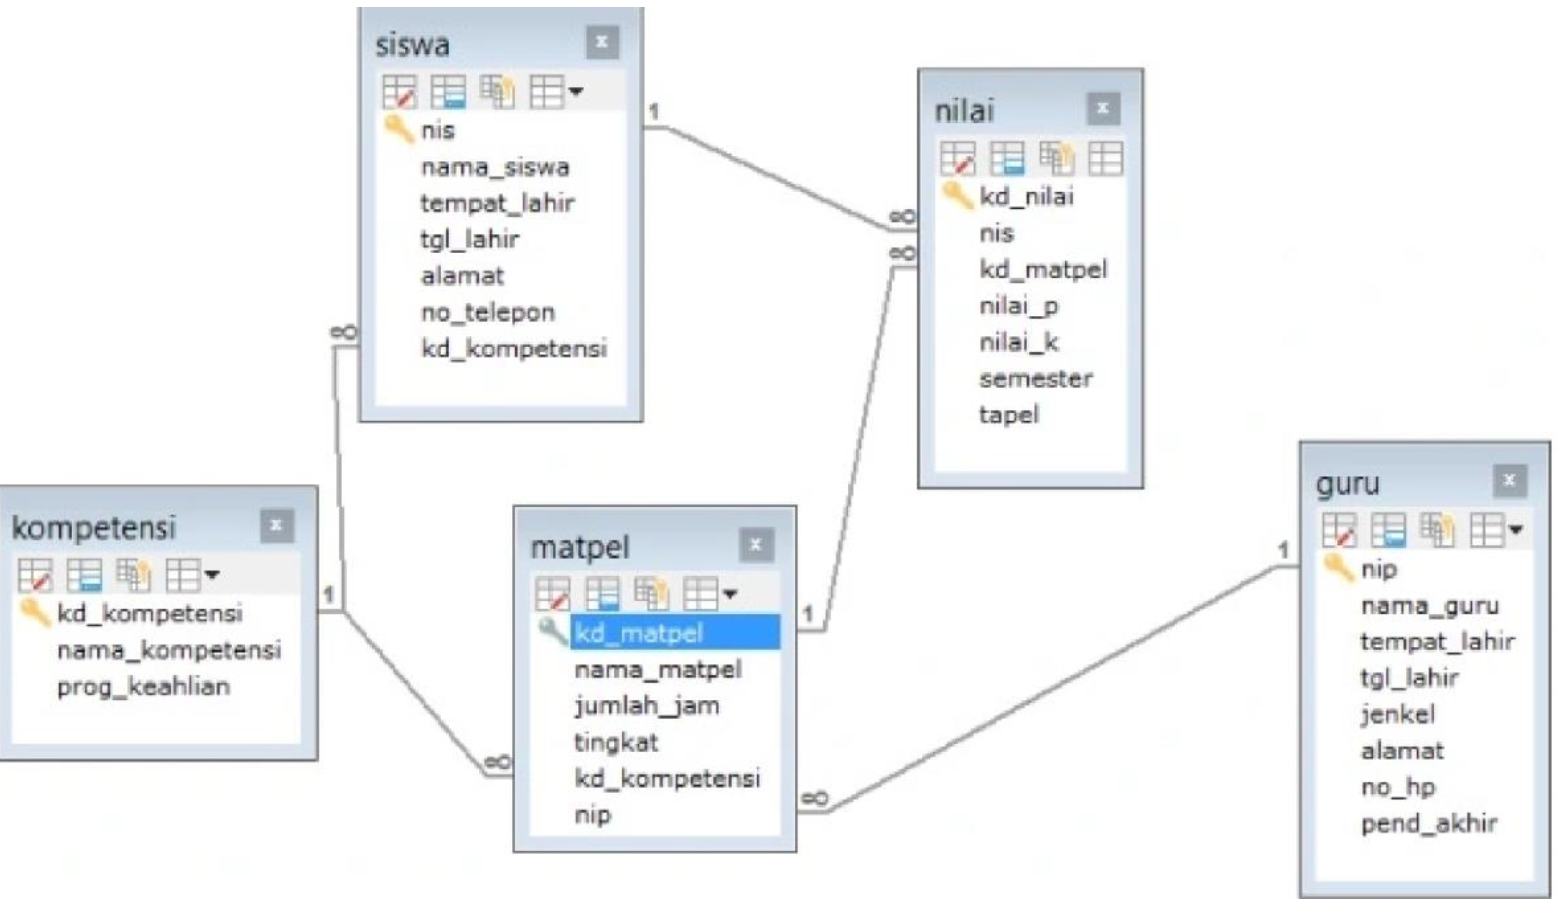 siswa
nis
nama_siswa
tempat_lahir
tgl_lahir
alamat
no_telepon
kd_kompetensi
1
∞
nilai
kd_nilai
nis
kd_matpel
nilai_p
nilai_k
semester
tapel
∞
∞
kompetensi
kd_kompetensi
nama_kompetensi
prog_keahlian
1
matpel
kd_matpel
nama_matpel
jumlah_jam
tingkat
kd_kompetensi
nip
1
∞
∞
guru
nip
nama_guru
tempat_lahir
tgl_lahir
jenkel
alamat
no_hp
pend_akhir
1